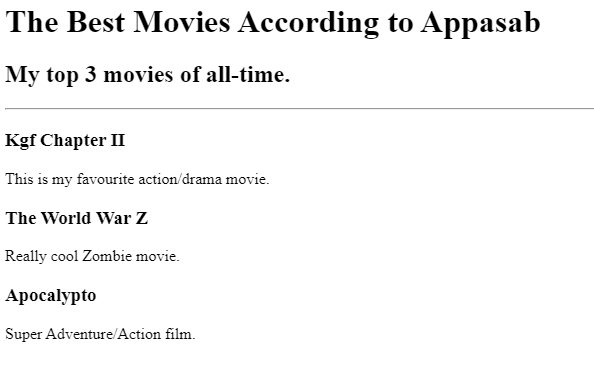 The Best Movies According to Appasab
My top 3 movies of all-time.
Kgf Chapter II
This is my favourite action/drama movie.
The World War Z
Really cool Zombie movie.
Apocalypto
Super Adventure/Action film.